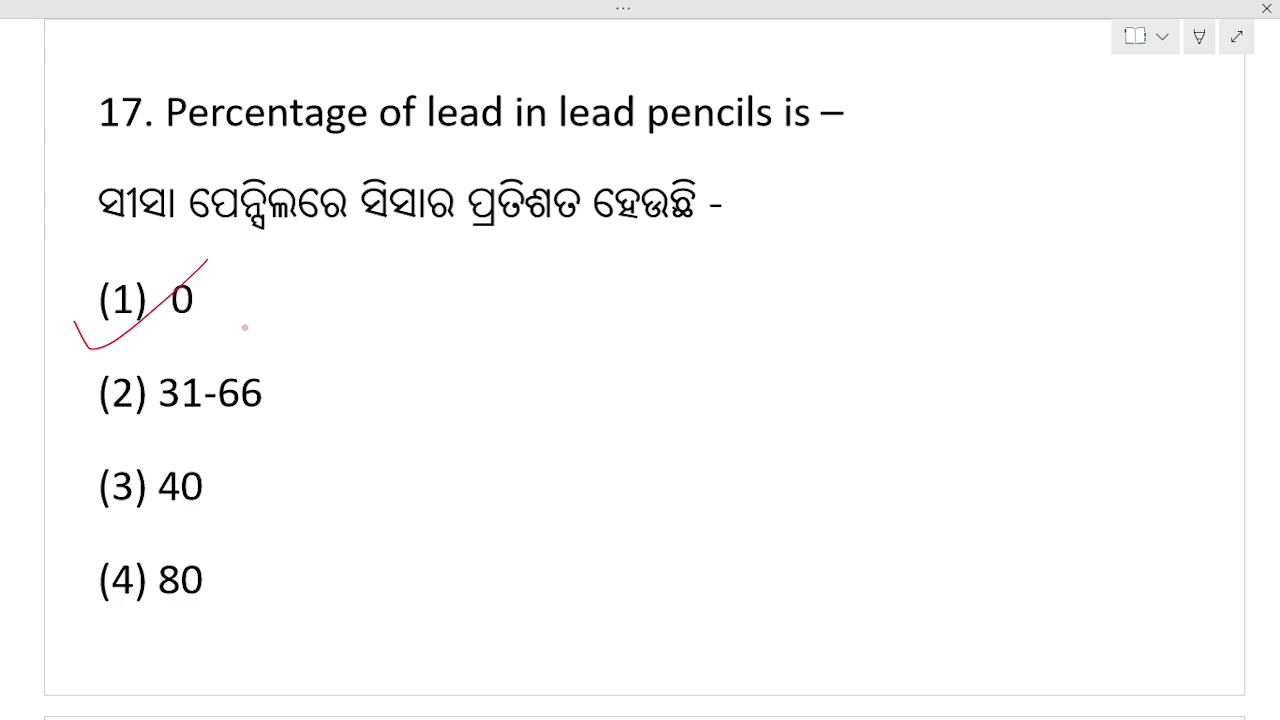 17. Percentage of lead in lead pencils is –
ସୀସା ପେନ୍ସିଲରେ ସିସାର ପ୍ରତିଶତ ହେଉଛି -
(1) 0
(2) 31-66
(3) 40
(4) 80